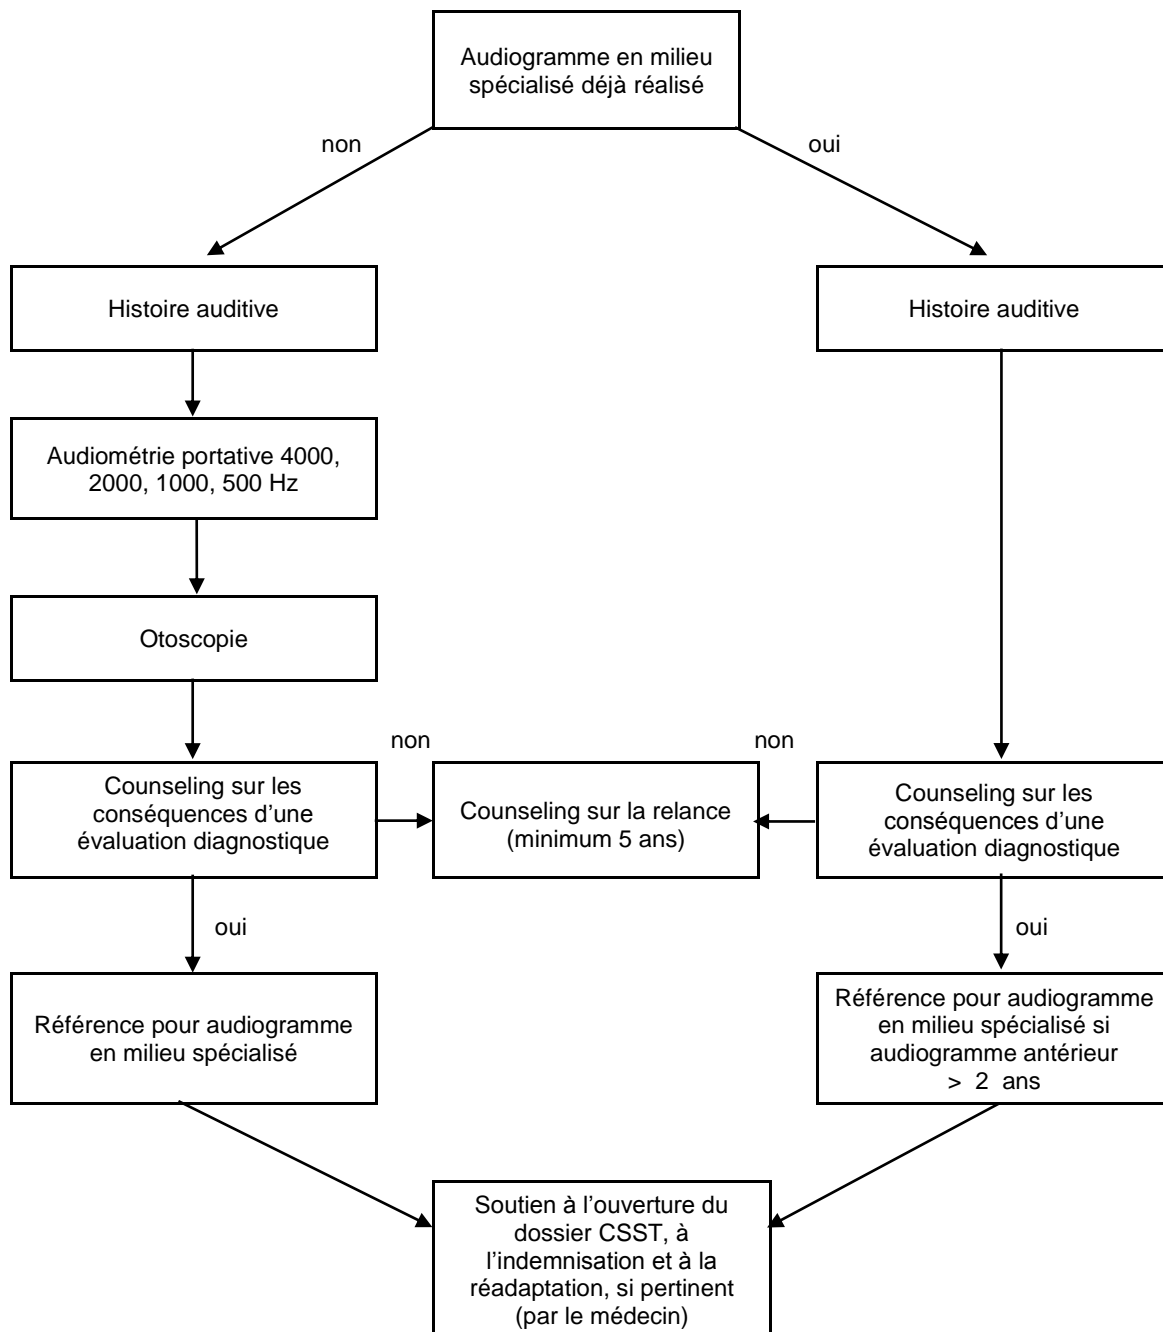 Audiogramme en milieu
spécialisé déjà réalisé
non
oui
Histoire auditive
Histoire auditive
Audiométrie portative 4000,
2000, 1000, 500 Hz
Otoscopie
non
non
Counseling sur les
conséquences d’une
évaluation diagnostique
Counseling sur la relance
(minimum 5 ans)
Counseling sur les
conséquences d’une
évaluation diagnostique
oui
oui
Référence pour audiogramme
en milieu spécialisé
Référence pour audiogramme
en milieu spécialisé si
audiogramme antérieur
> 2 ans
Soutien à l’ouverture du
dossier CSST, à
l’indemnisation et à la
réadaptation, si pertinent
(par le médecin)